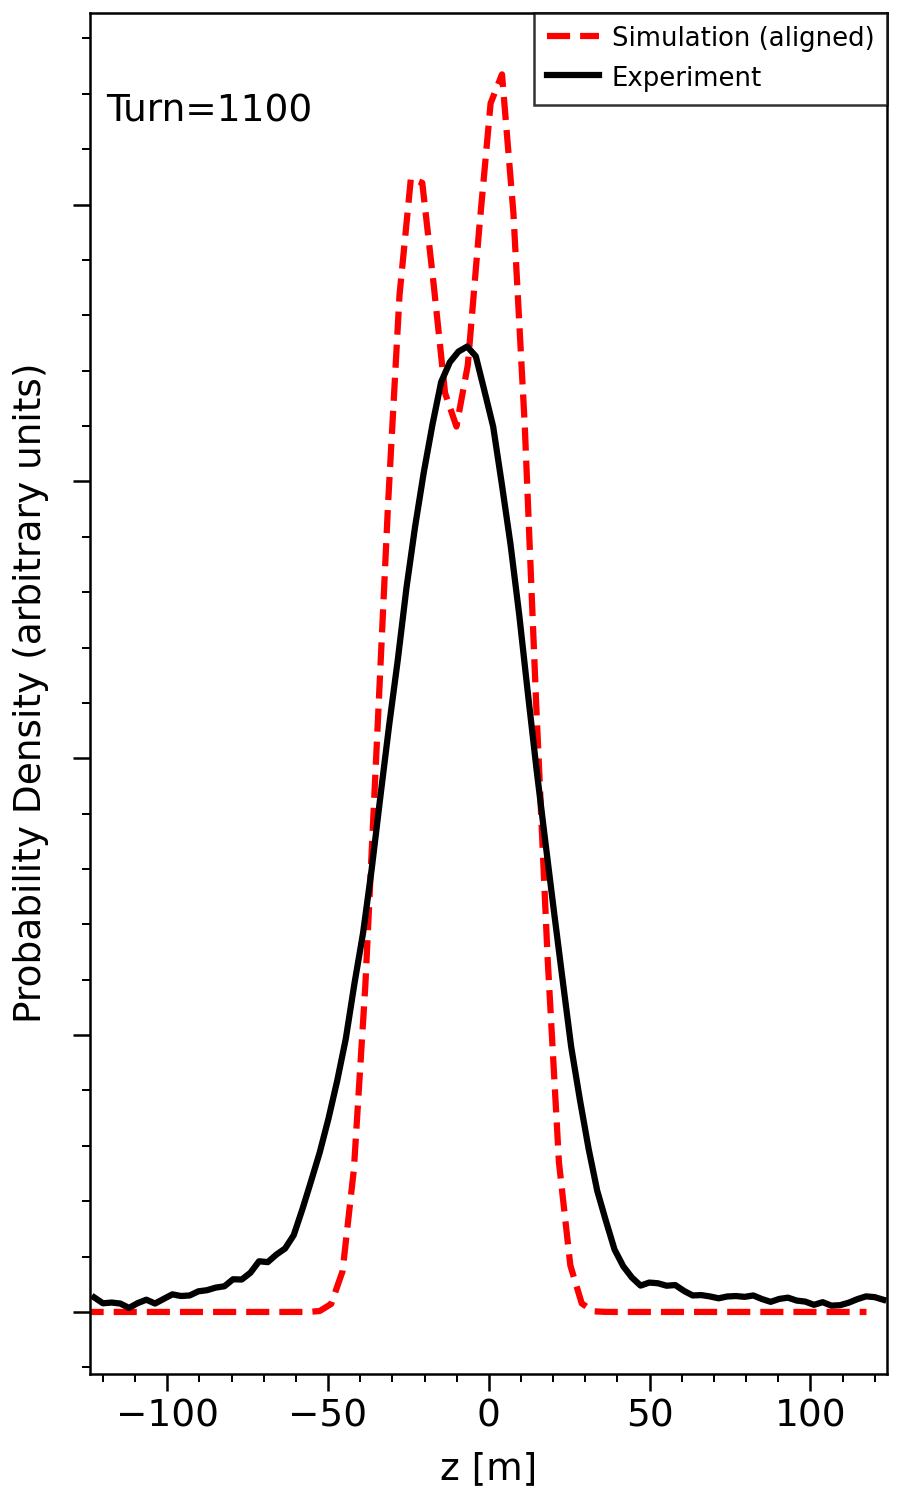 Simulation (aligned)
Experiment
Turn=1100
Probability Density (arbitrary units)
−100
−50
0
50
100
z [m]